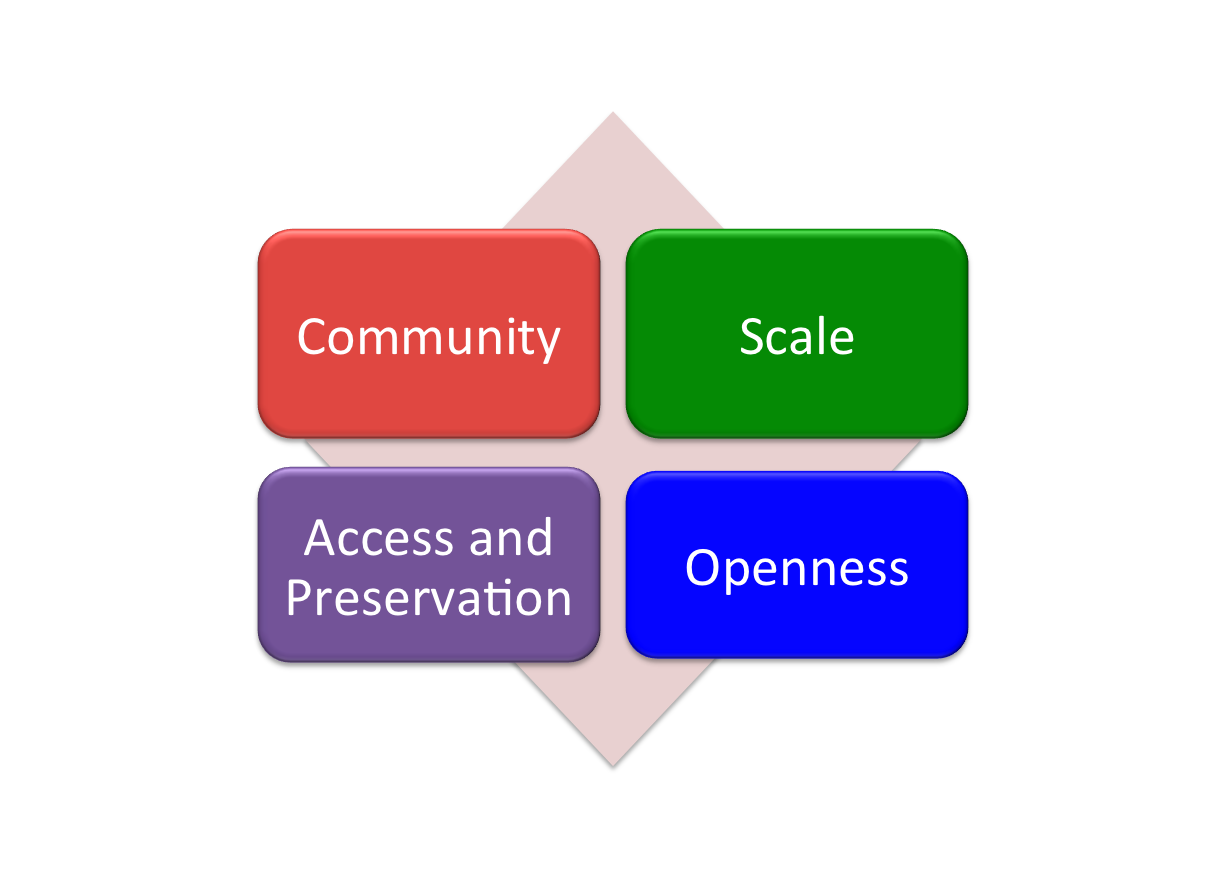 Community
Scale
Access and
Preservation
Openness